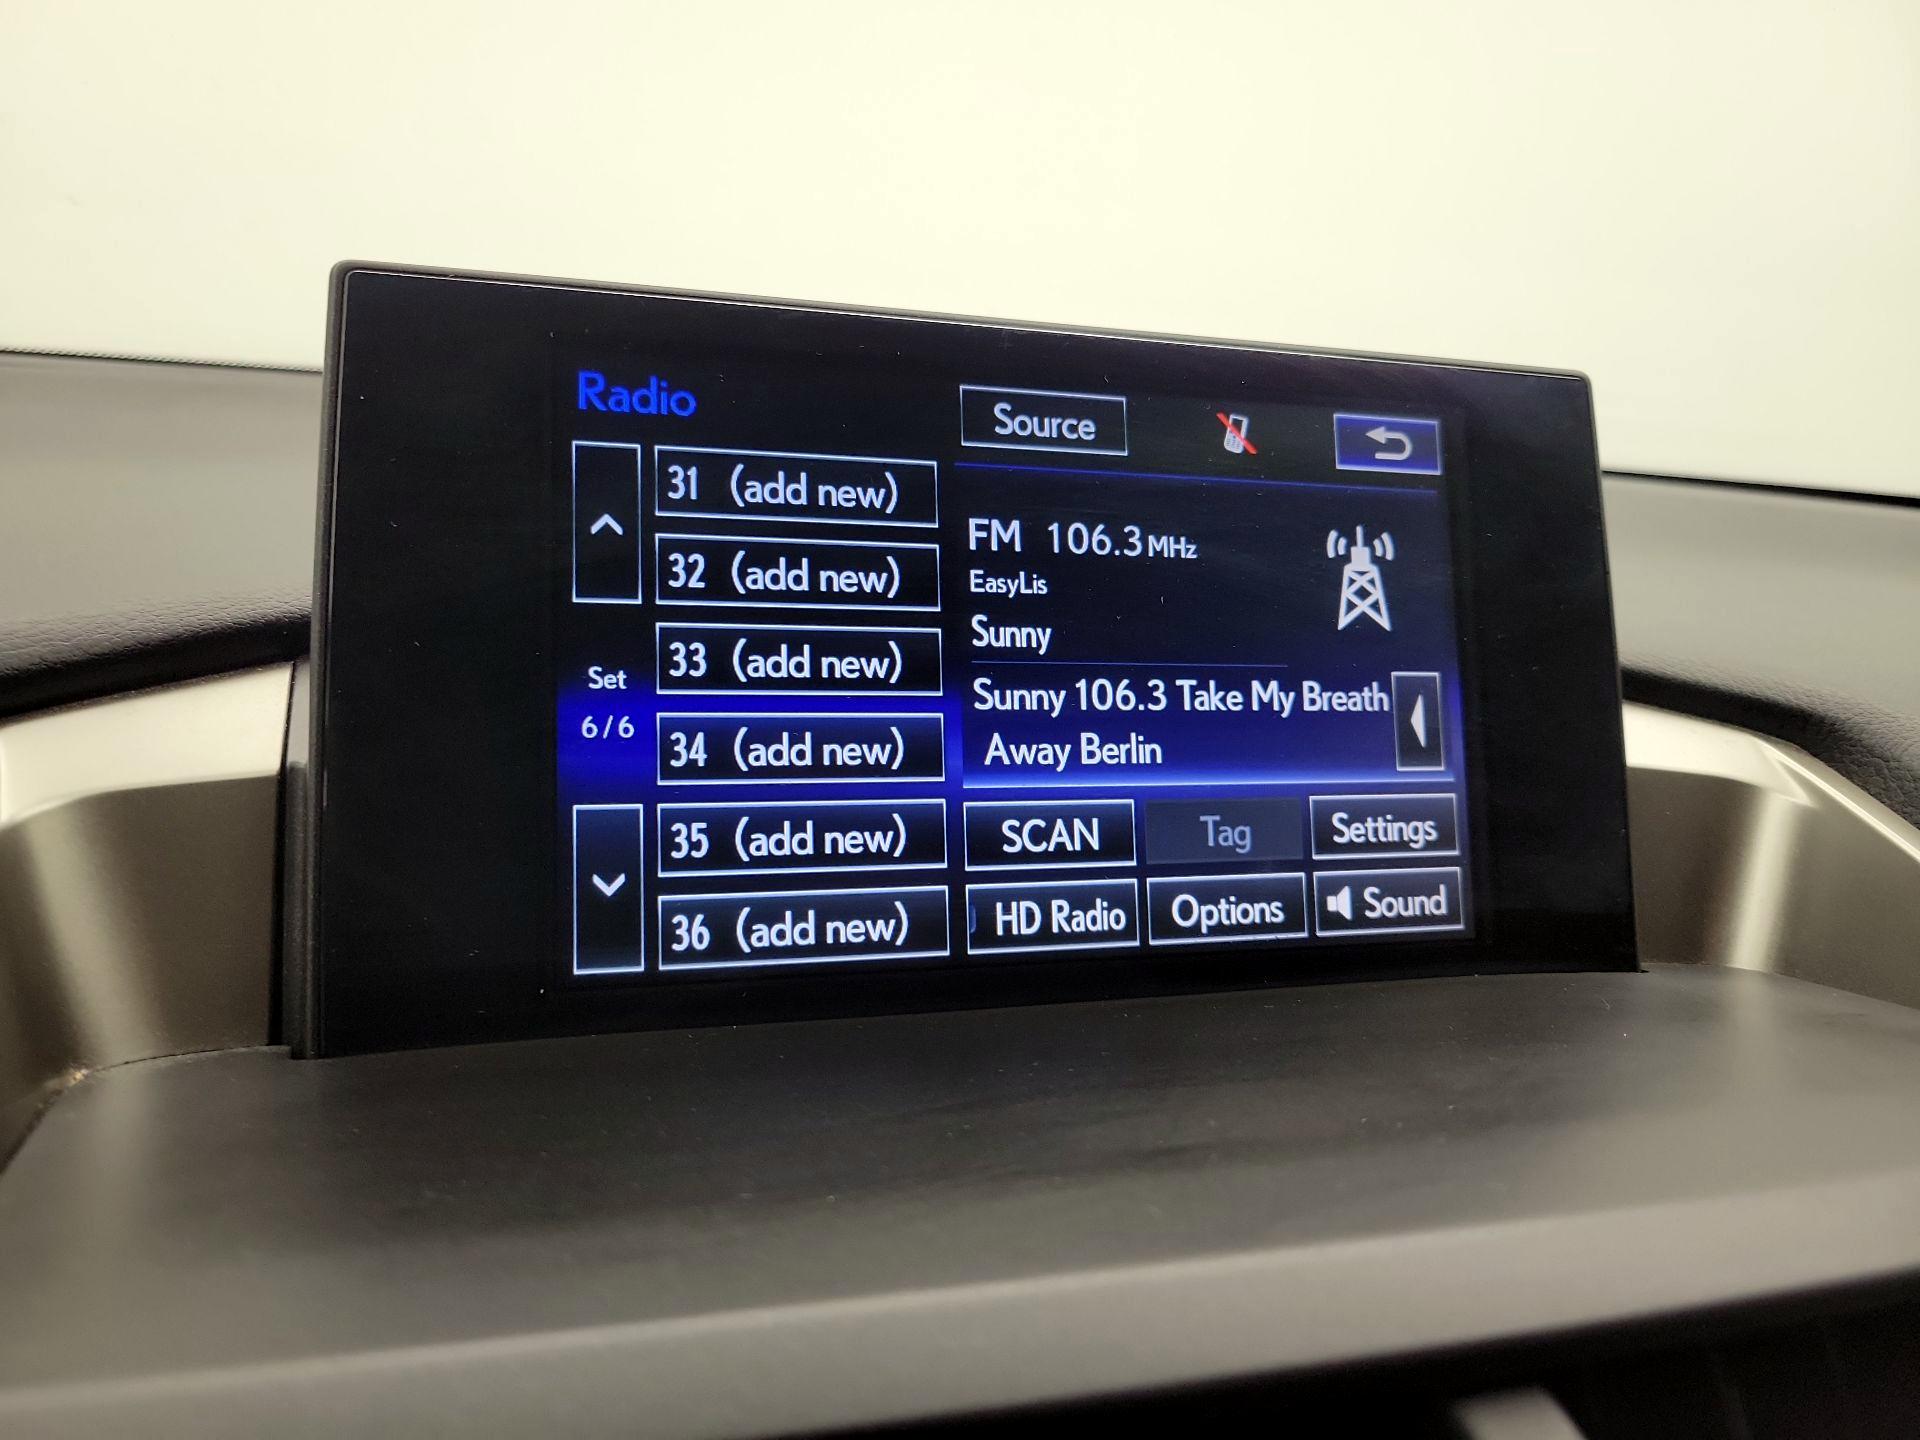 Radio
Source
31 (add new)
32 (add new)
33 (add new)
34 (add new)
35 (add new)
36 (add new)
Set
6/6
FM 106.3 MHz
EasyLis
Sunny
Sunny 106.3 Take My Breath
Away Berlin
SCAN
Tag
Settings
HD Radio
Options
Sound